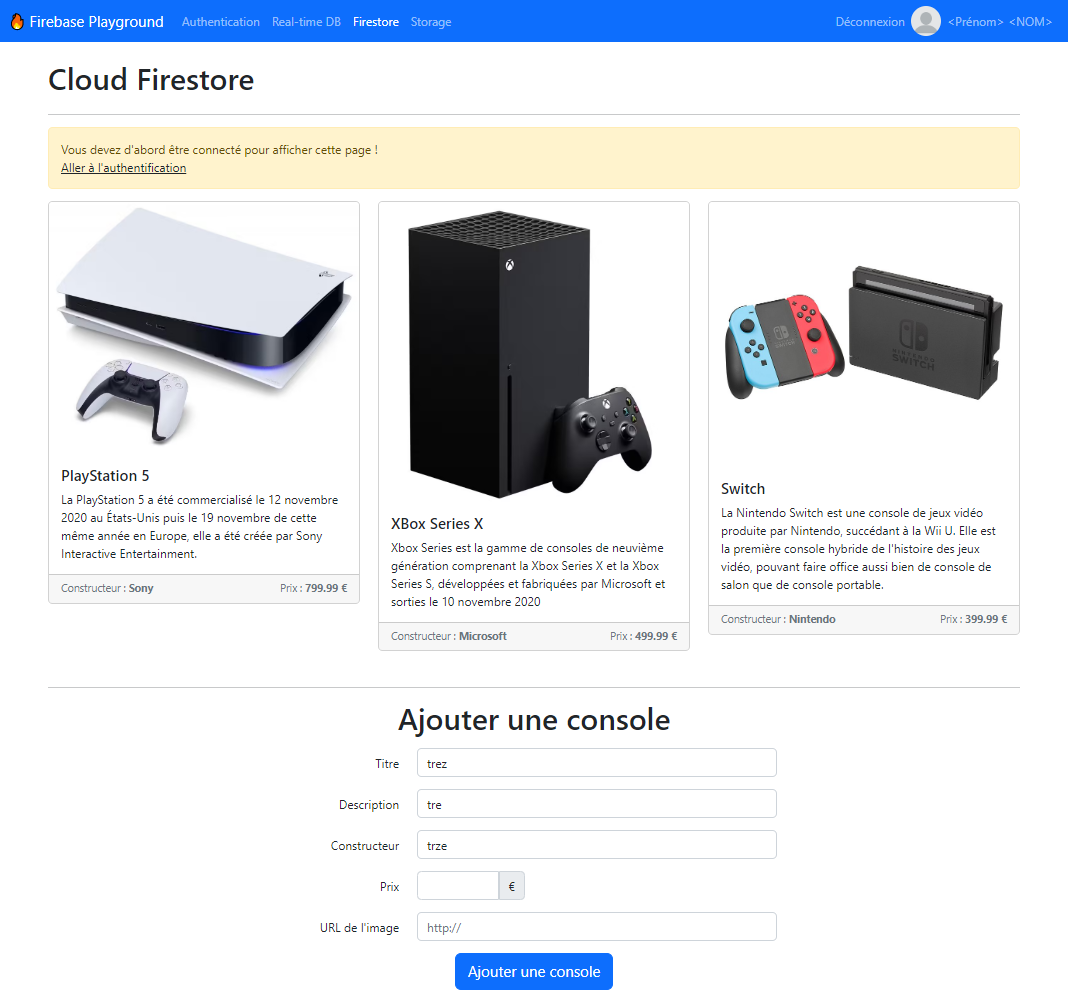 Firebase Playground Authentication Real-time DB Firestore Storage Déconnexion <Prénom> <NOM>
Cloud Firestore
Vous devez d'abord être connecté pour afficher cette page !
Aller à l'authentification
PlayStation 5
La PlayStation 5 a été commercialisé le 12 novembre
2020 au États-Unis puis le 19 novembre de cette
même année en Europe, elle a été créée par Sony
Interactive Entertainment.
Constructeur : Sony Prix : 799.99 €
XBox Series X
Xbox Series est la gamme de consoles de neuvième
génération comprenant la Xbox Series X et la Xbox
Series S, développées et fabriquées par Microsoft et
sorties le 10 novembre 2020
Constructeur : Microsoft Prix : 499.99 €
NINTENDO
SWITCH
Switch
La Nintendo Switch est une console de jeux vidéo
produite par Nintendo, succédant à la Wii U. Elle est
la première console hybride de l'histoire des jeux
vidéo, pouvant faire office aussi bien de console de
salon que de console portable.
Constructeur : Nintendo Prix : 399.99 €
Ajouter une console
Titre trez
Description tre
Constructeur trze
Prix €
URL de l'image http://
Ajouter une console